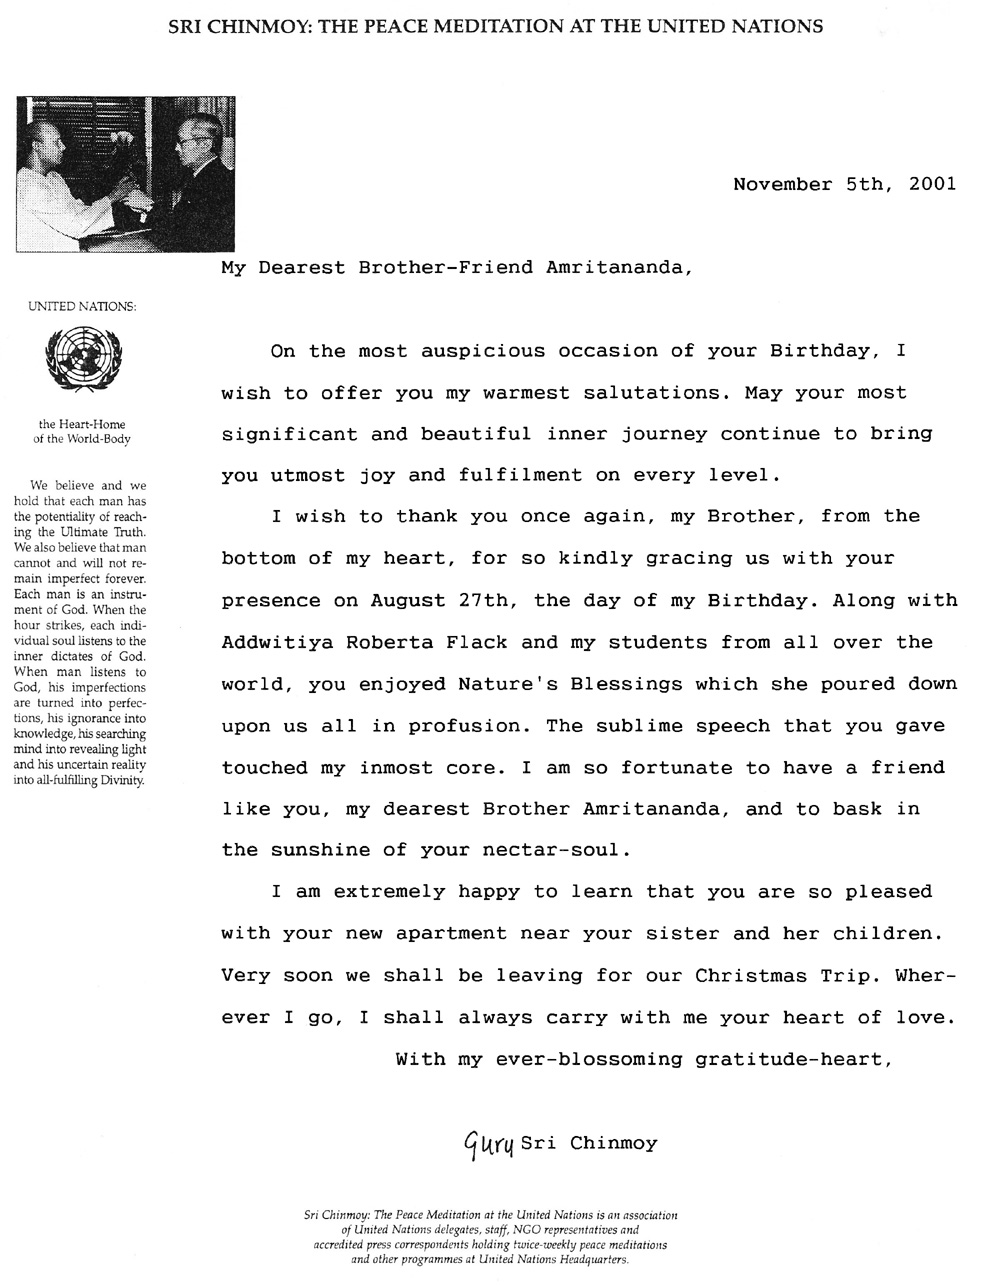 SRI CHINMOY: THE PEACE MEDITATION AT THE UNITED NATIONS
November 5th, 2001
My Dearest Brother-Friend Amritananda,
UNITED NATIONS:
the Heart-Home
of the World-Body
We believe and we
hold that each man has
the potentiality of reach-
ing the Ultimate Truth.
We also believe that man
cannot and will not re-
main imperfect forever.
Each man is an instru-
ment of God. When the
hour strikes, each indi-
vidual soul listens to the
inner dictates of God.
When man listens to
God, his imperfections
are turned into perfec-
tions, his ignorance into
knowledge, his searching
mind into revealing light
and his uncertain reality
into all-fulfilling Divinity.
On the most auspicious occasion of your Birthday, I
wish to offer you my warmest salutations. May your most
significant and beautiful inner journey continue to bring
you utmost joy and fulfilment on every level.
I wish to thank you once again, my Brother, from the
bottom of my heart, for so kindly gracing us with your
presence on August 27th, the day of my Birthday. Along with
Addwitiya Roberta Flack and my students from all over the
world, you enjoyed Nature's Blessings which she poured down
upon us all in profusion. The sublime speech that you gave
touched my inmost core. I am so fortunate to have a friend
like you, my dearest Brother Amritananda, and to bask in
the sunshine of your nectar-soul.
I am extremely happy to learn that you are so pleased
with your new apartment near your sister and her children.
Very soon we shall be leaving for our Christmas Trip. Wher-
ever I go, I shall always carry with me your heart of love.
With my ever-blossoming gratitude-heart,
Guru Sri Chinmoy
Sri Chinmoy: The Peace Meditation at the United Nations is an association
of United Nations delegates, staff, NGO representatives and
accredited press correspondents holding twice-weekly peace meditations
and other programmes at United Nations Headquarters.